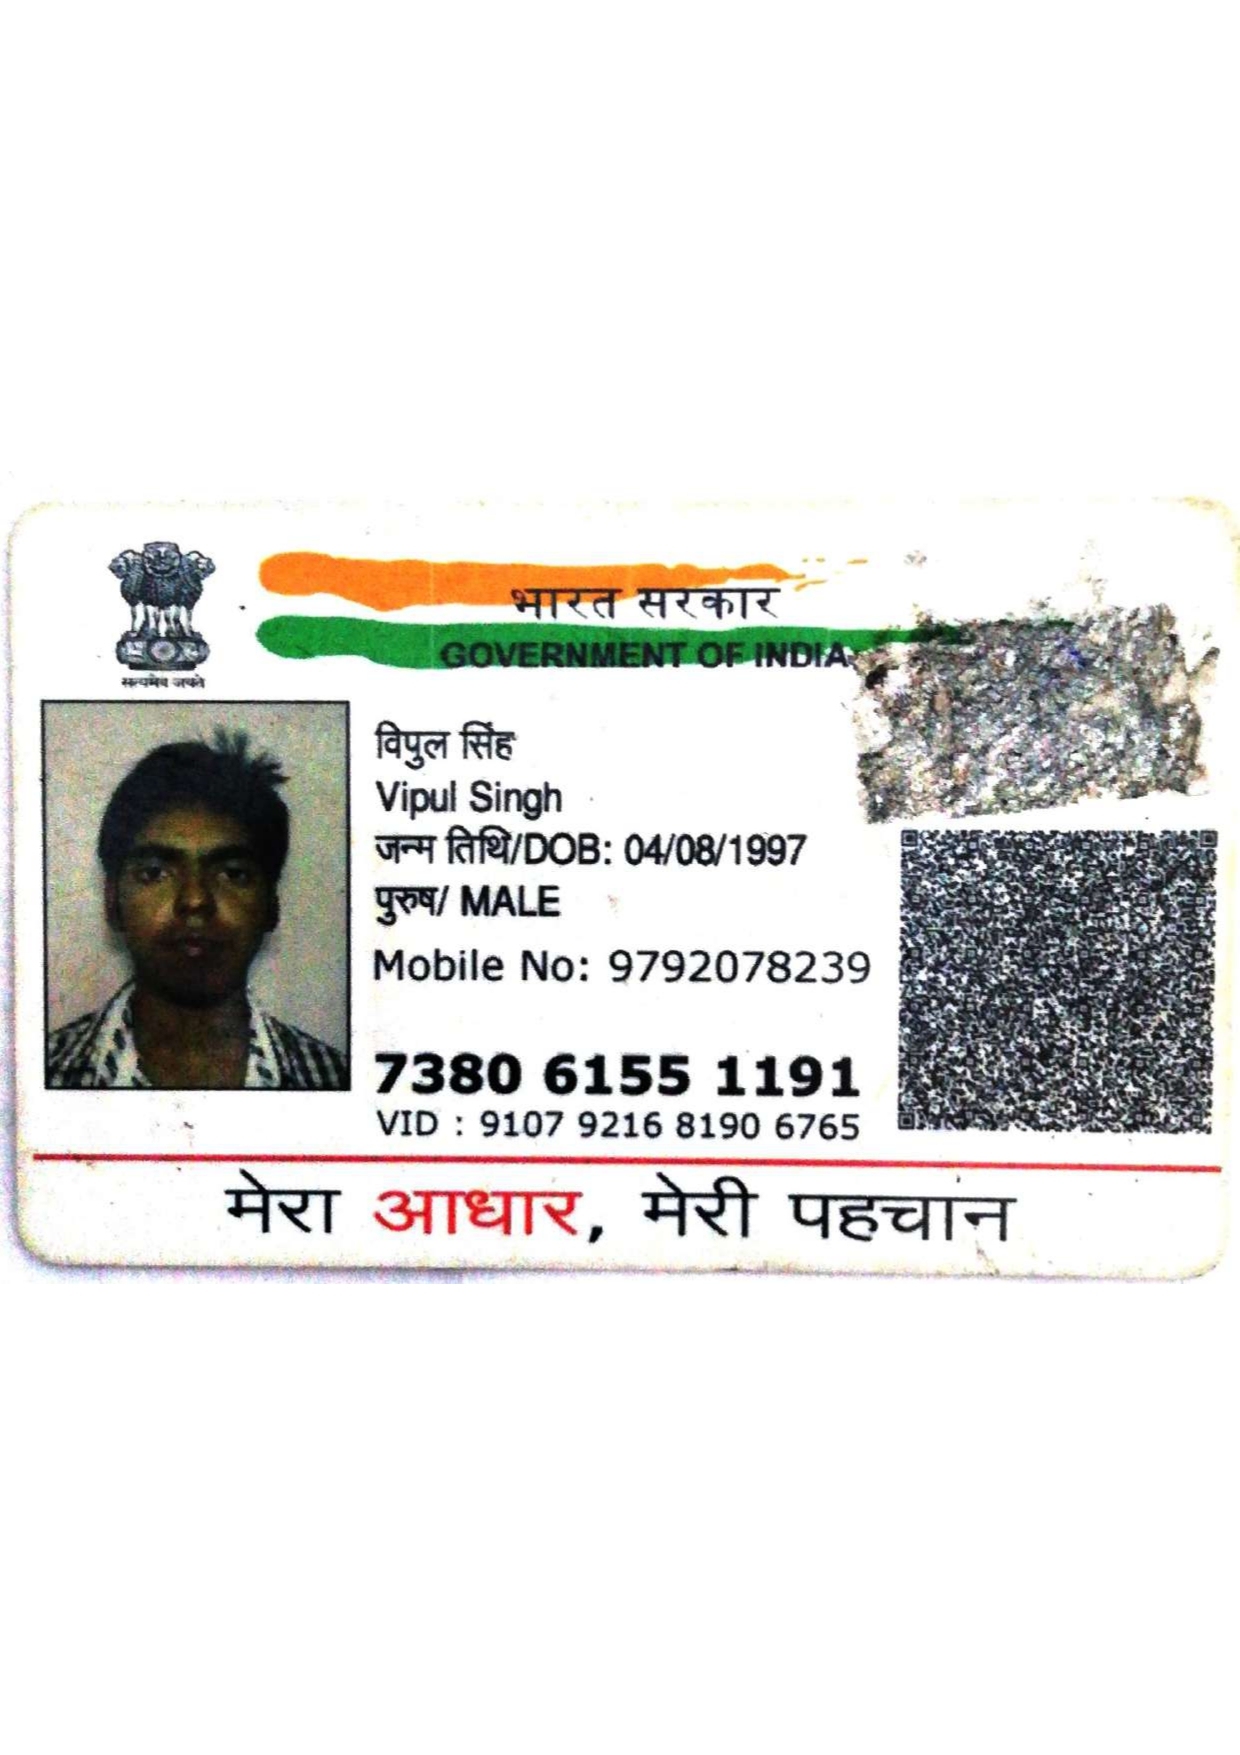 भारत सरकार
GOVERNMENT OF INDIA
सत्यमेव जयते
विपुल सिंह
Vipul Singh
जन्म तिथि/DOB: 04/08/1997
पुरुष/ MALE
Mobile No: 9792078239
7380 6155 1191
VID : 9107 9216 8190 6765
मेरा आधार, मेरी पहचान